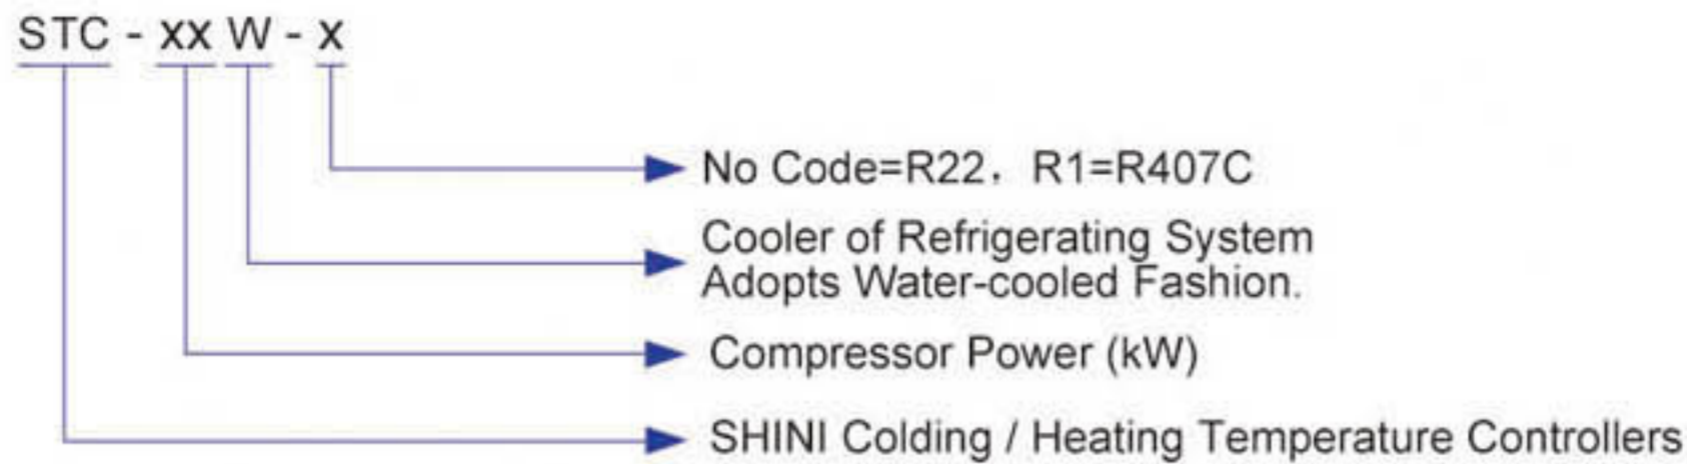 STC - xx W - x
No Code=R22, R1=R407C
Cooler of Refrigerating System
Adopts Water-cooled Fashion.
Compressor Power (kW)
SHINI Colding / Heating Temperature Controllers